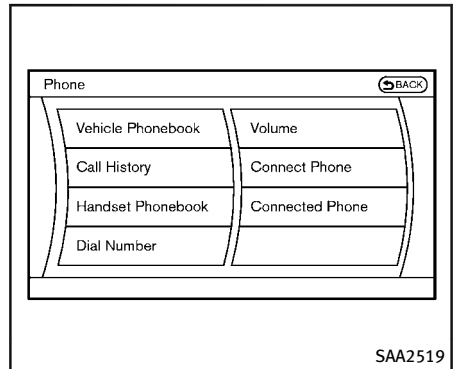 Phone
BACK
Vehicle Phonebook
Call History
Handset Phonebook
Dial Number
Volume
Connect Phone
Connected Phone
SAA2519